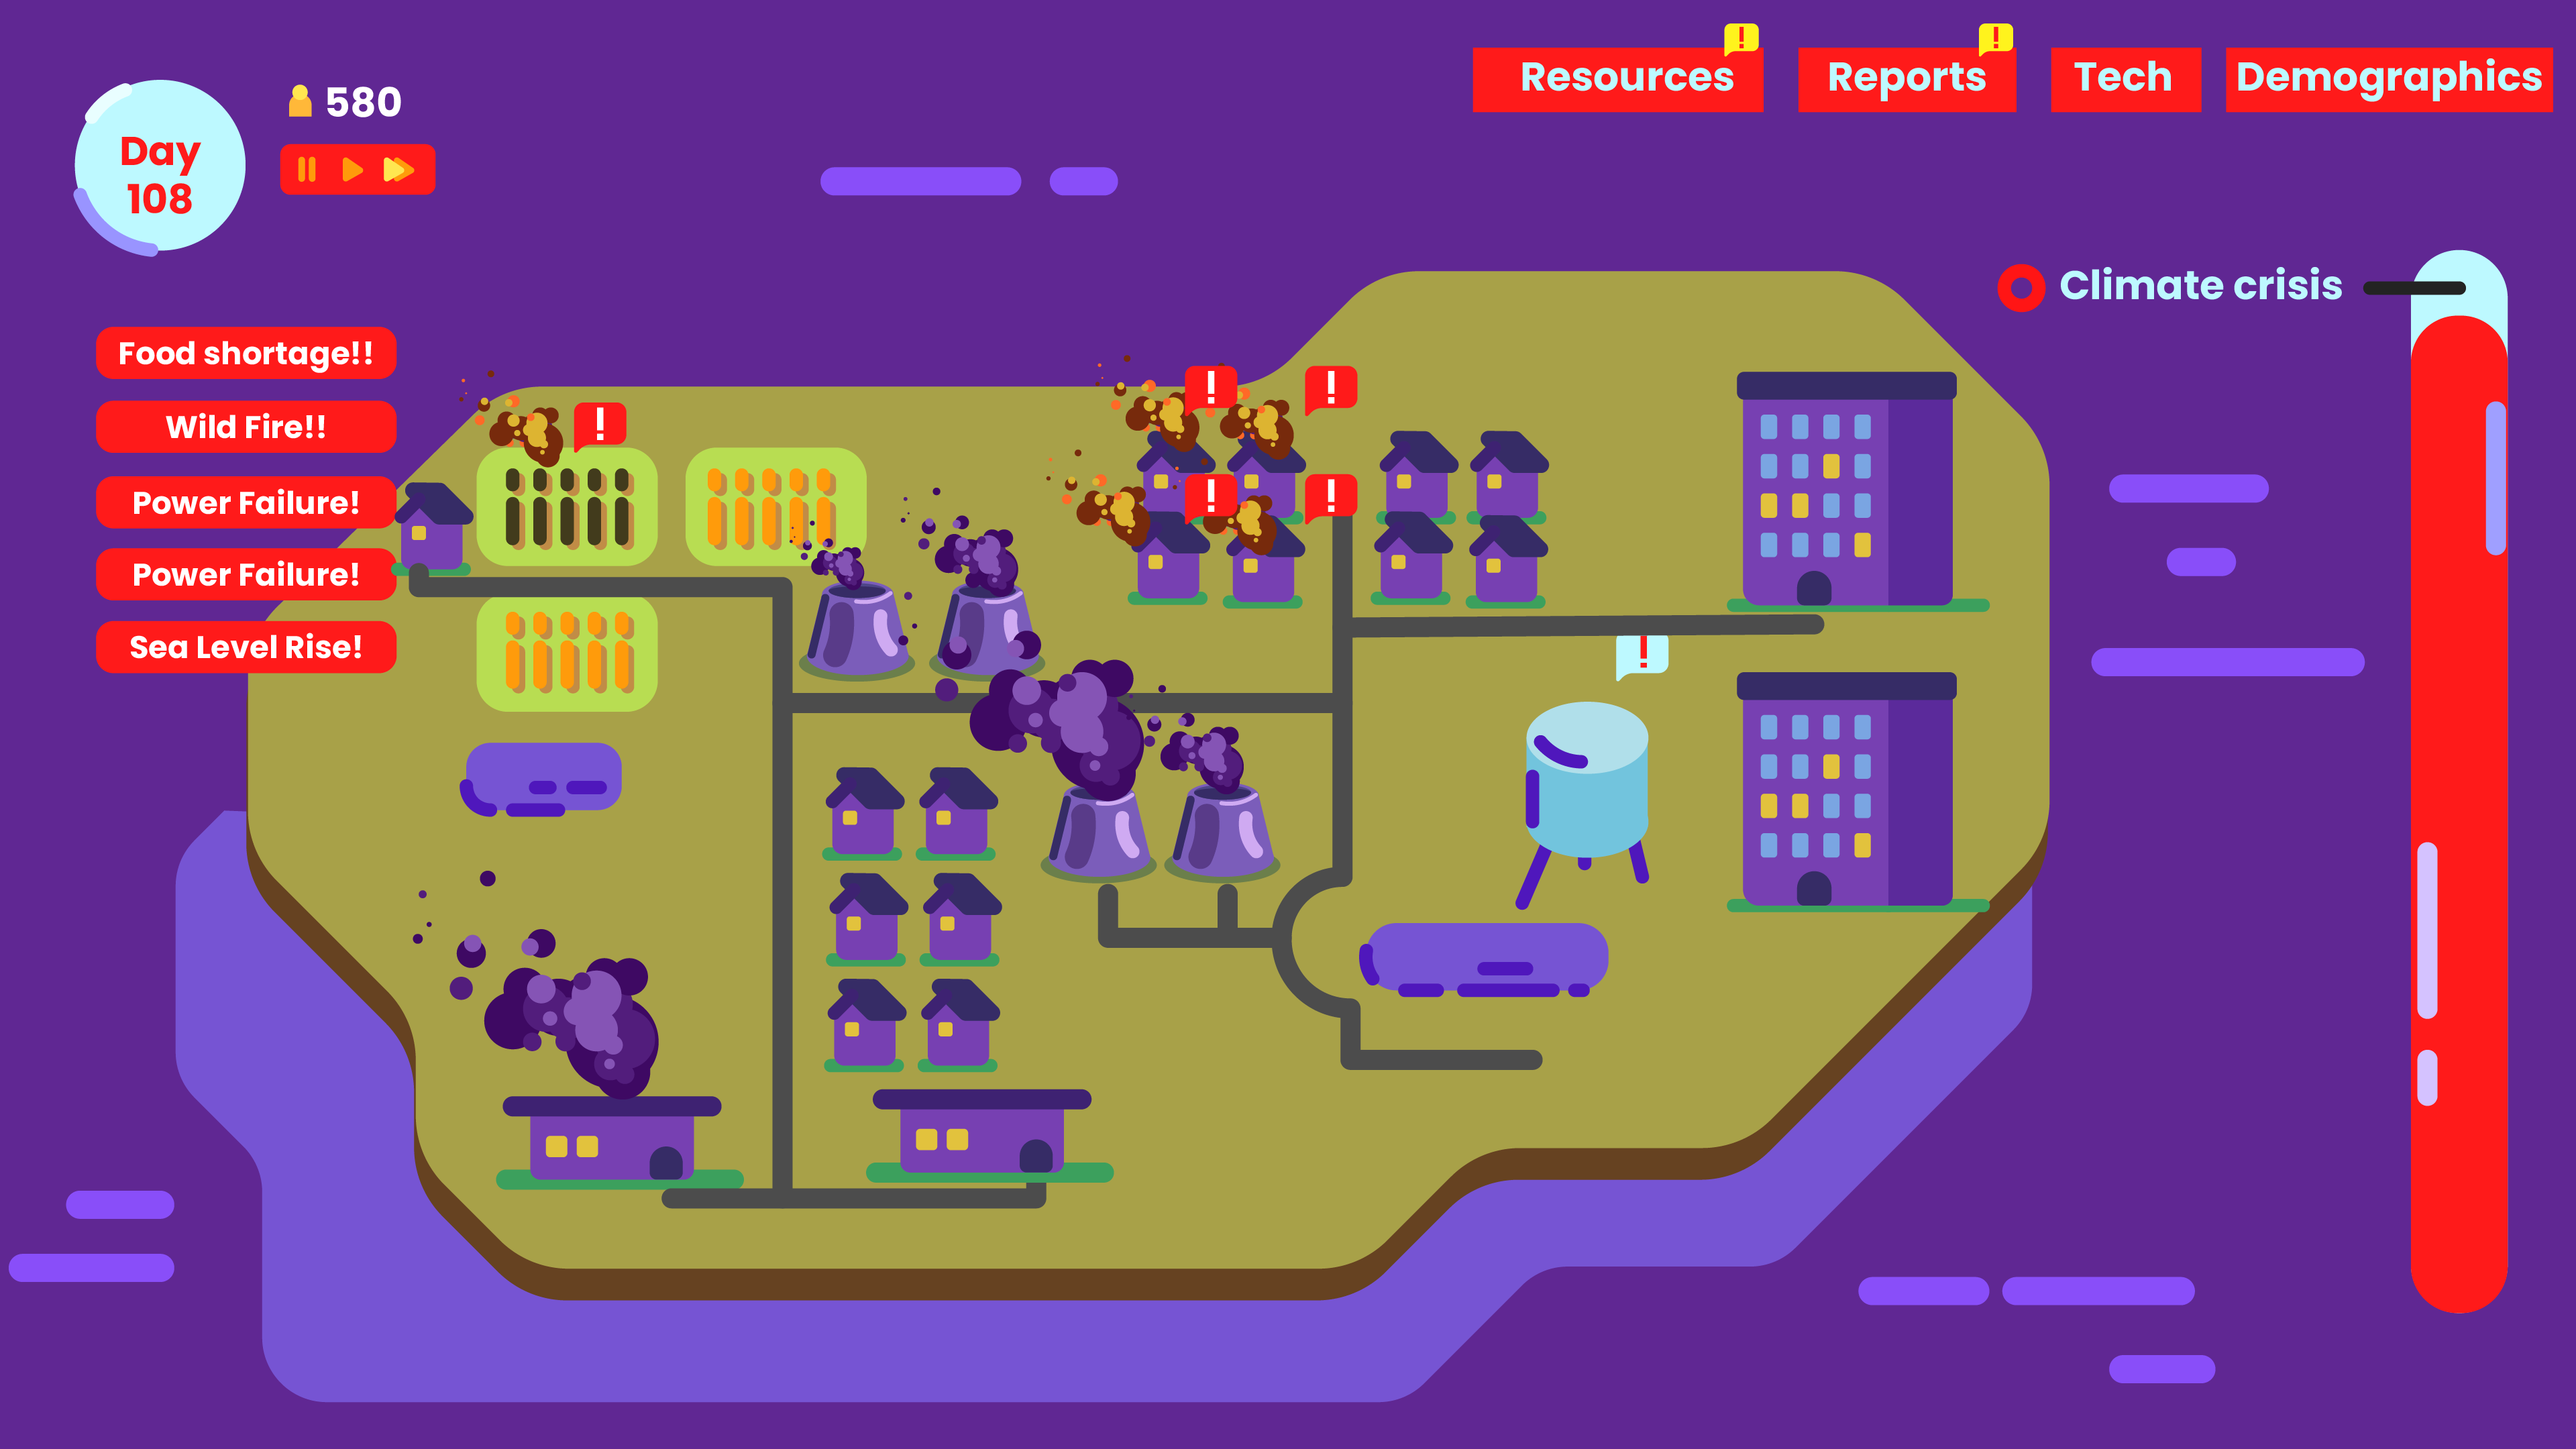 Day
108
580
Resources
!
Reports
!
Tech
Demographics
Climate crisis
Food shortage!!
Wild Fire!!
Power Failure!
Power Failure!
Sea Level Rise!
!
!
!
!
!
!